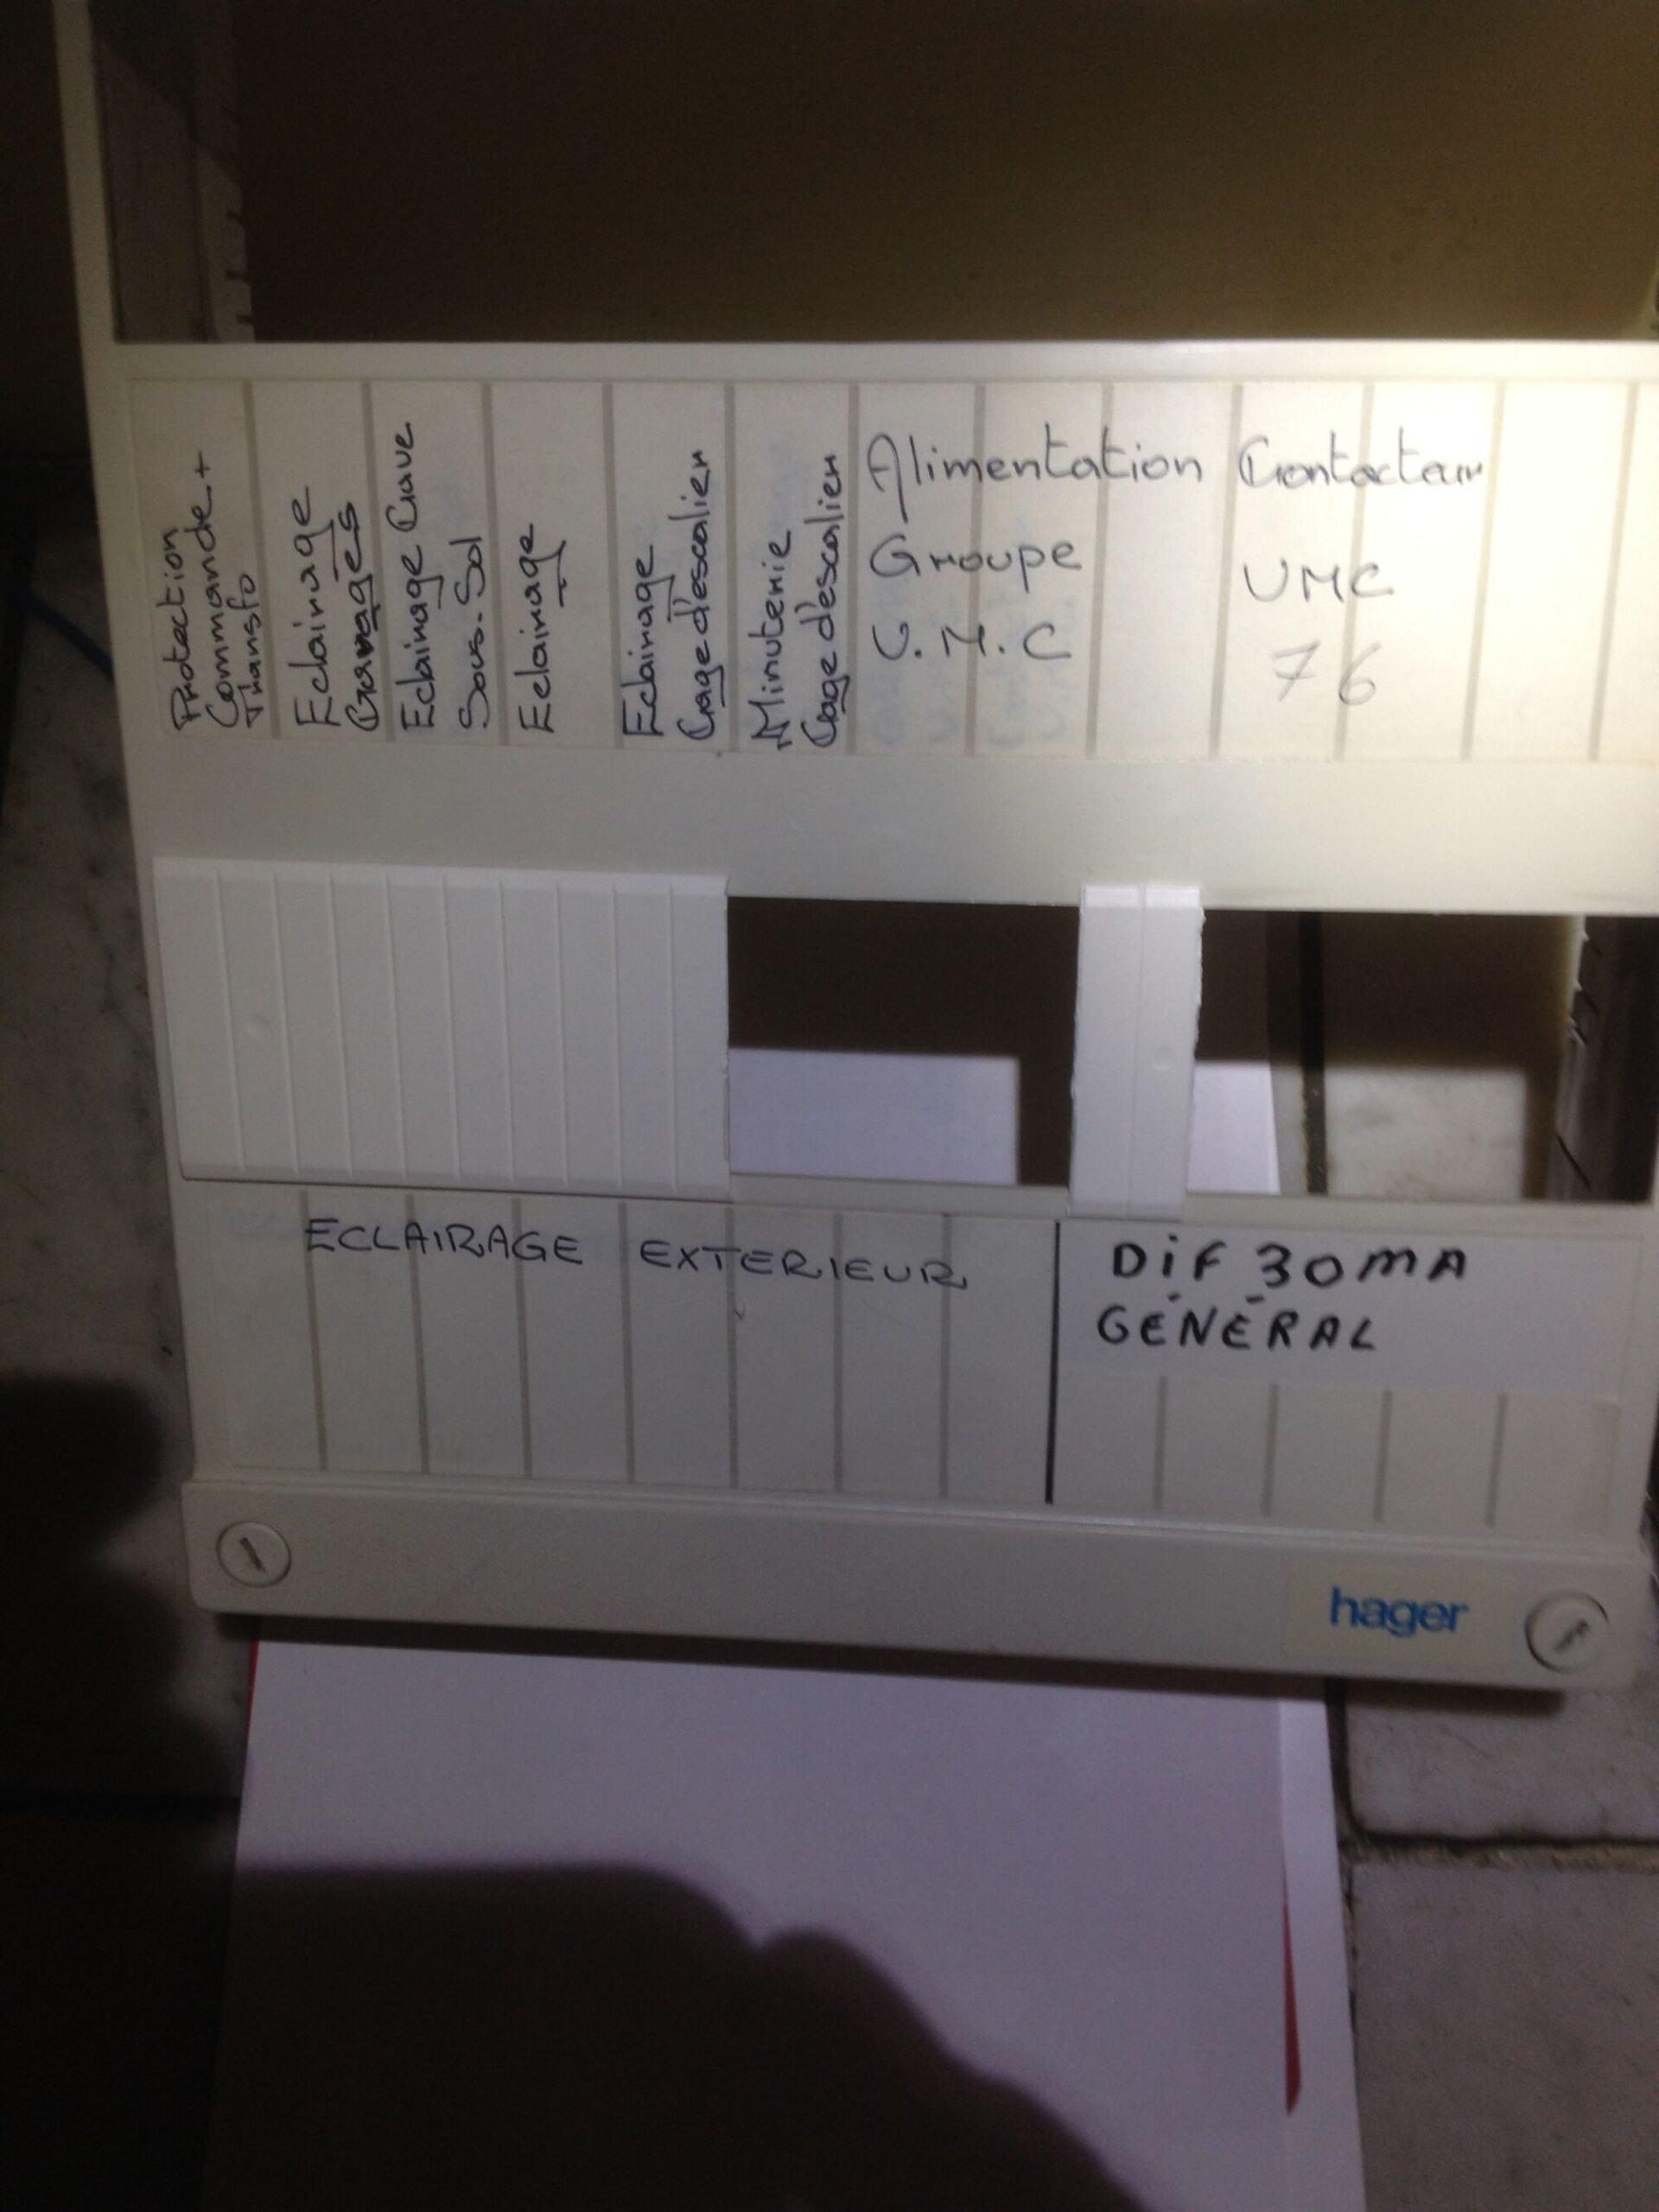 Protection
Commande +
Transfo
Eclairage
Garages
Eclairage Cave
Sous-Sol
Eclairage
Eclairage
Cage d'escalier
Minuterie
Cage d'escalier
Alimentation
Groupe
V.M.C
Contacteur
VMC
76
ECLAIRAGE EXTERIEUR
DiF 30mA
GÉNÉRAL
hager